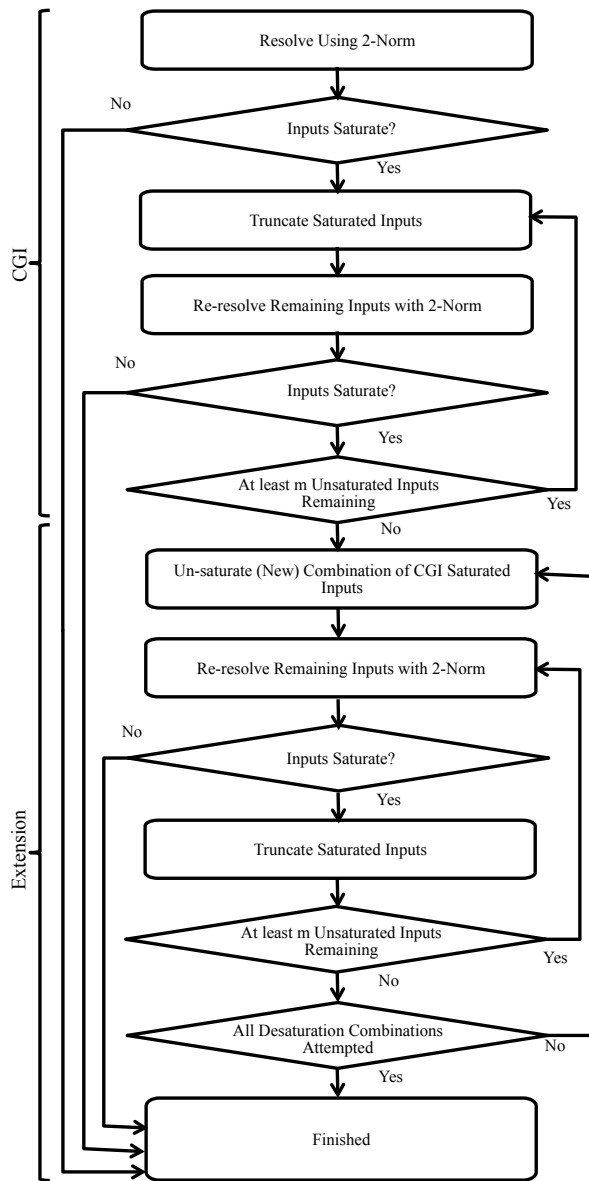 Resolve Using 2-Norm
No
Inputs Saturate?
Yes
Truncate Saturated Inputs
CGI
Re-resolve Remaining Inputs with 2-Norm
No
Inputs Saturate?
Yes
At least m Unsaturated Inputs
Remaining
Yes
No
Un-saturate (New) Combination of CGI Saturated
Inputs
Re-resolve Remaining Inputs with 2-Norm
No
Inputs Saturate?
Yes
Extension
Truncate Saturated Inputs
At least m Unsaturated Inputs
Remaining
Yes
No
All Desaturation Combinations
Attempted
No
Yes
Finished